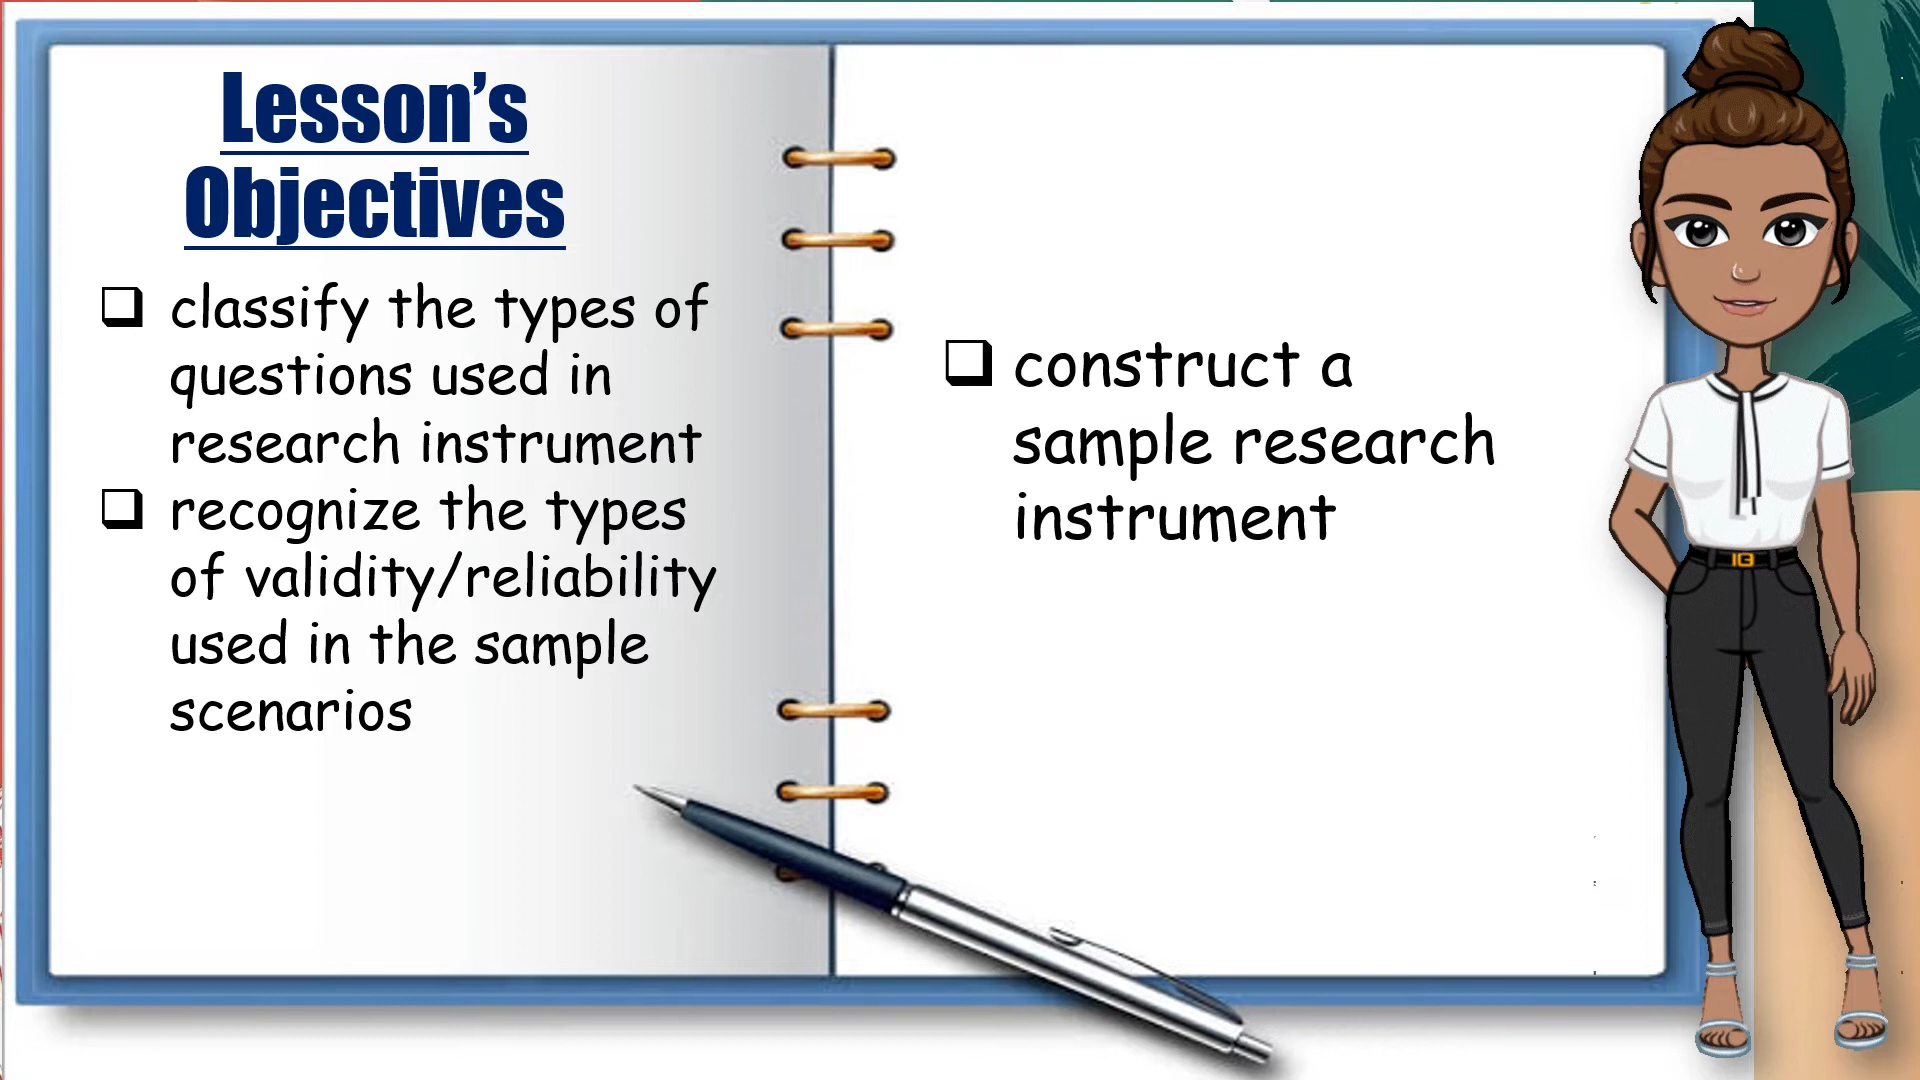 Lesson’s
Objectives
❑ classify the types of
questions used in
research instrument
❑ recognize the types
of validity/reliability
used in the sample
scenarios
❑ construct a
sample research
instrument